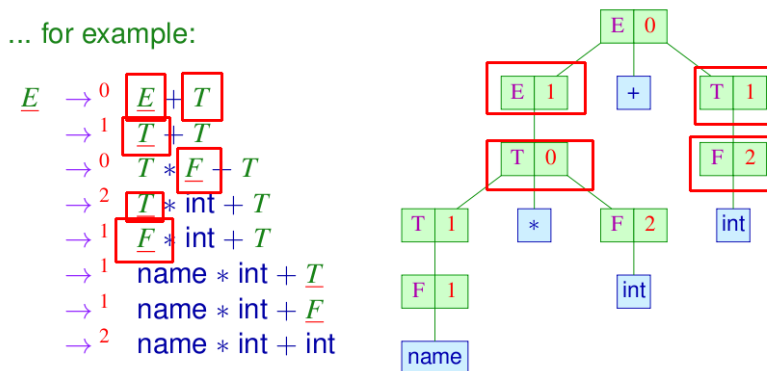 ... for example:
E →⁰ E + T
→¹ T + T
→⁰ T * F + T
→² T * int + T
→¹ F * int + T
→¹ name * int + T
→¹ name * int + F
→² name * int + int
E 0
E 1 + T 1
T 0 F 2
T 1 * F 2 int
F 1 int
name